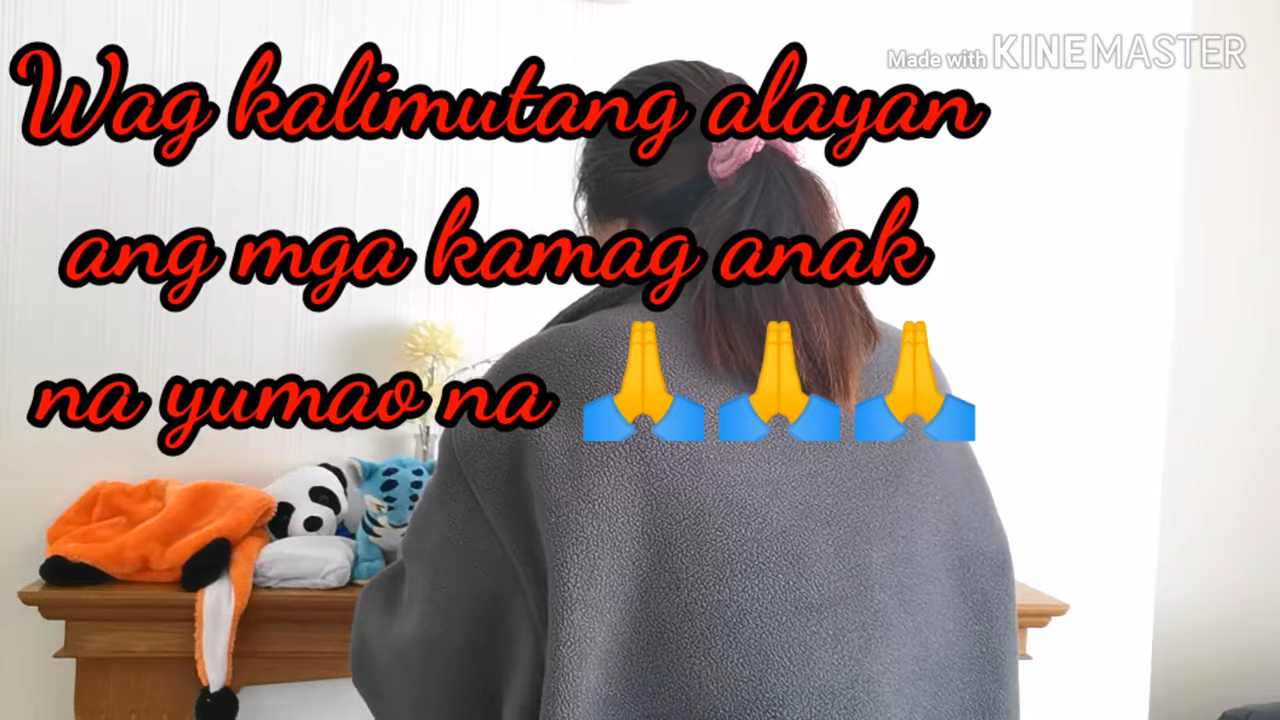 Made with KINEMASTER
Wag kalimutang alayan
ang mga kamag anak
na yumao na 🙏🙏🙏